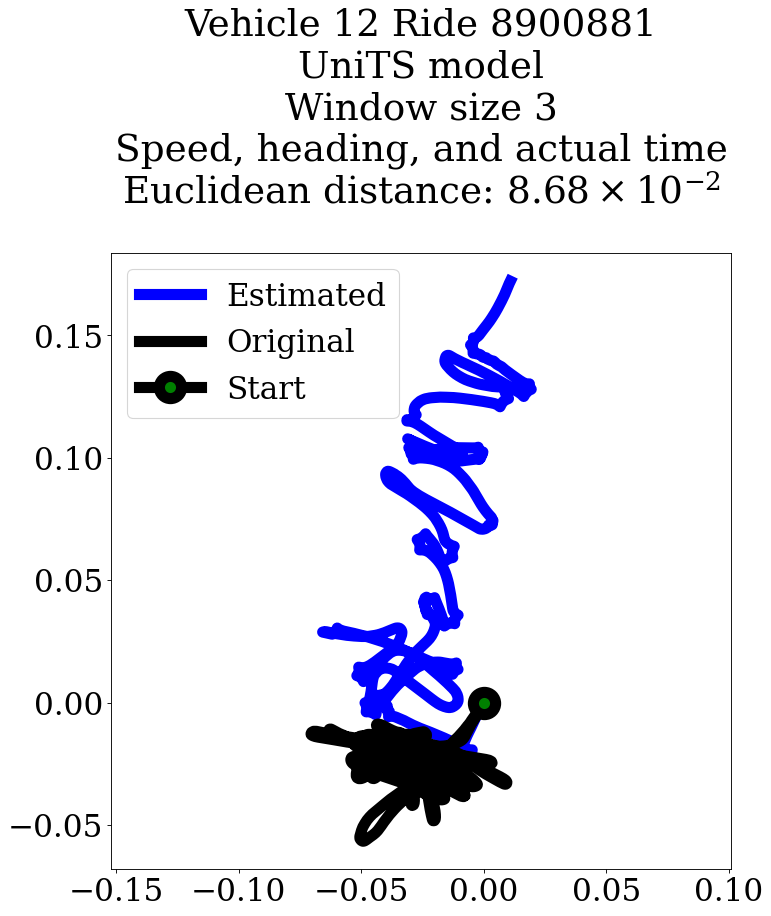 Vehicle 12 Ride 8900881
UniTS model
Window size 3
Speed, heading, and actual time
Euclidean distance: 8.68 × 10⁻²
Estimated
Original
Start
0.15
0.10
0.05
0.00
−0.05
−0.15 −0.10 −0.05 0.00 0.05 0.10